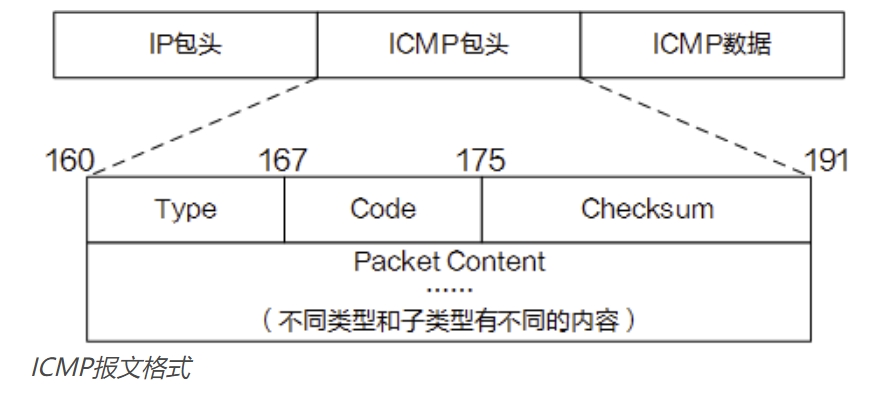 IP包头 ICMP包头 ICMP数据
160 167 175 191
Type Code Checksum
Packet Content
······
（不同类型和子类型有不同的内容）
ICMP报文格式